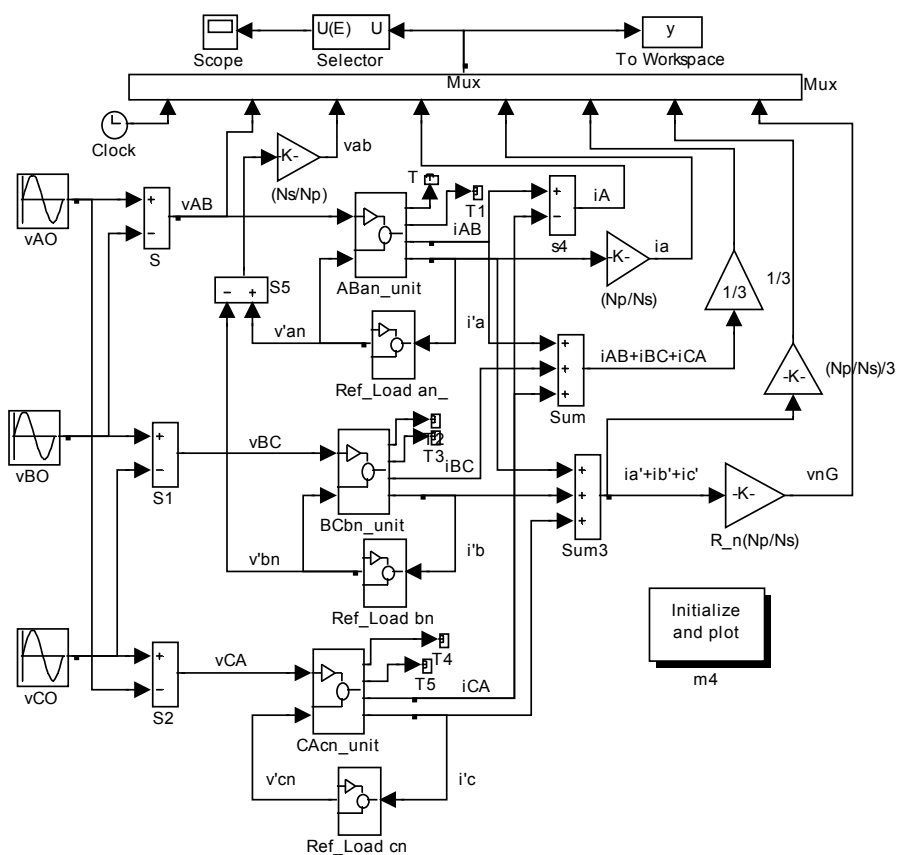 U(E) U
y
Scope
Selector
To Workspace
Mux
Mux
Clock
-K-
vab
(Ns/Np)
T
T1
vAO
vAB
+
−
S
iAB
ABan_unit
+
−
s4
iA
-K-
ia
(Np/Ns)
1/3
1/3
− +
S5
v'an
i'a
Ref_Load an_
+
+
+
Sum
iAB+iBC+iCA
-K-
(Np/Ns)/3
vBO
+
−
S1
vBC
T3
iBC
BCbn_unit
+
+
+
Sum3
ia'+ib'+ic'
-K-
vnG
R_n(Np/Ns)
v'bn
i'b
Ref_Load bn
Initialize
and plot
m4
vCO
+
−
S2
vCA
T4
T5
iCA
CAcn_unit
v'cn
i'c
Ref_Load cn